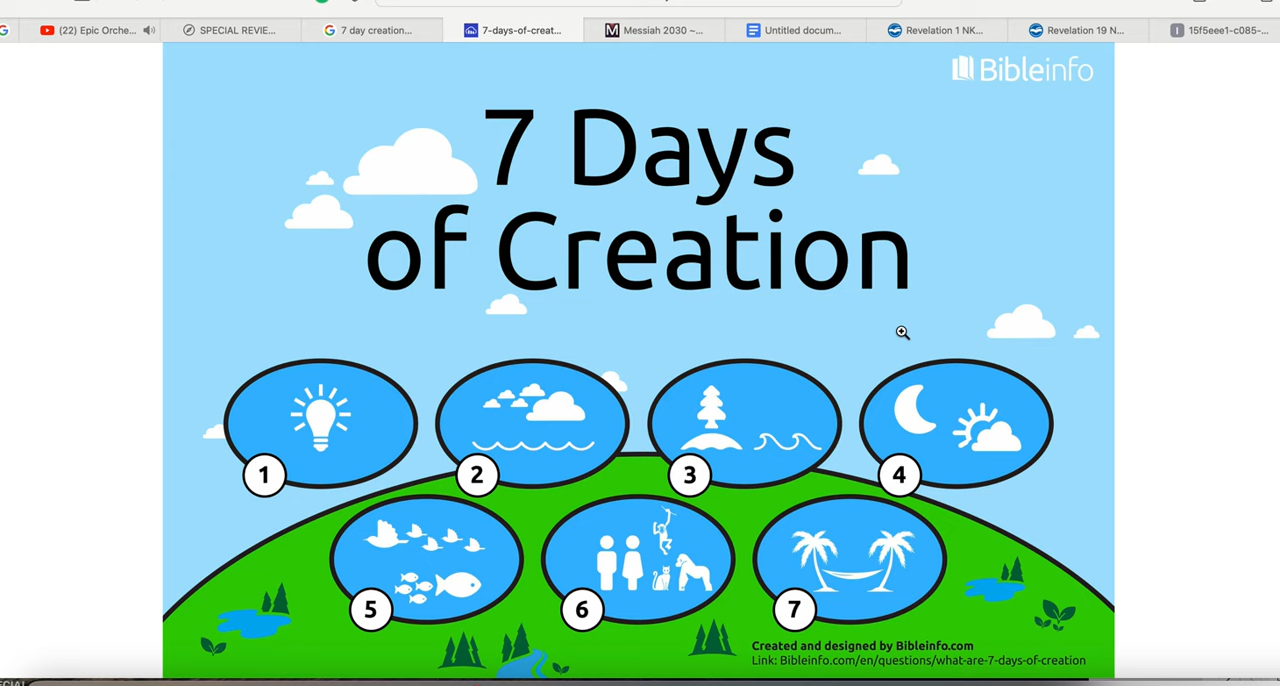 (22) Epic Orche...
SPECIAL REVIE...
7 day creation...
7-days-of-creat...
Messiah 2030 ~...
Untitled docum...
Revelation 1 NK...
Revelation 19 N...
15f5eee1-c085-...
Bibleinfo
7 Days
of Creation
1
2
3
4
5
6
7
Created and designed by Bibleinfo.com
Link: Bibleinfo.com/en/questions/what-are-7-days-of-creation